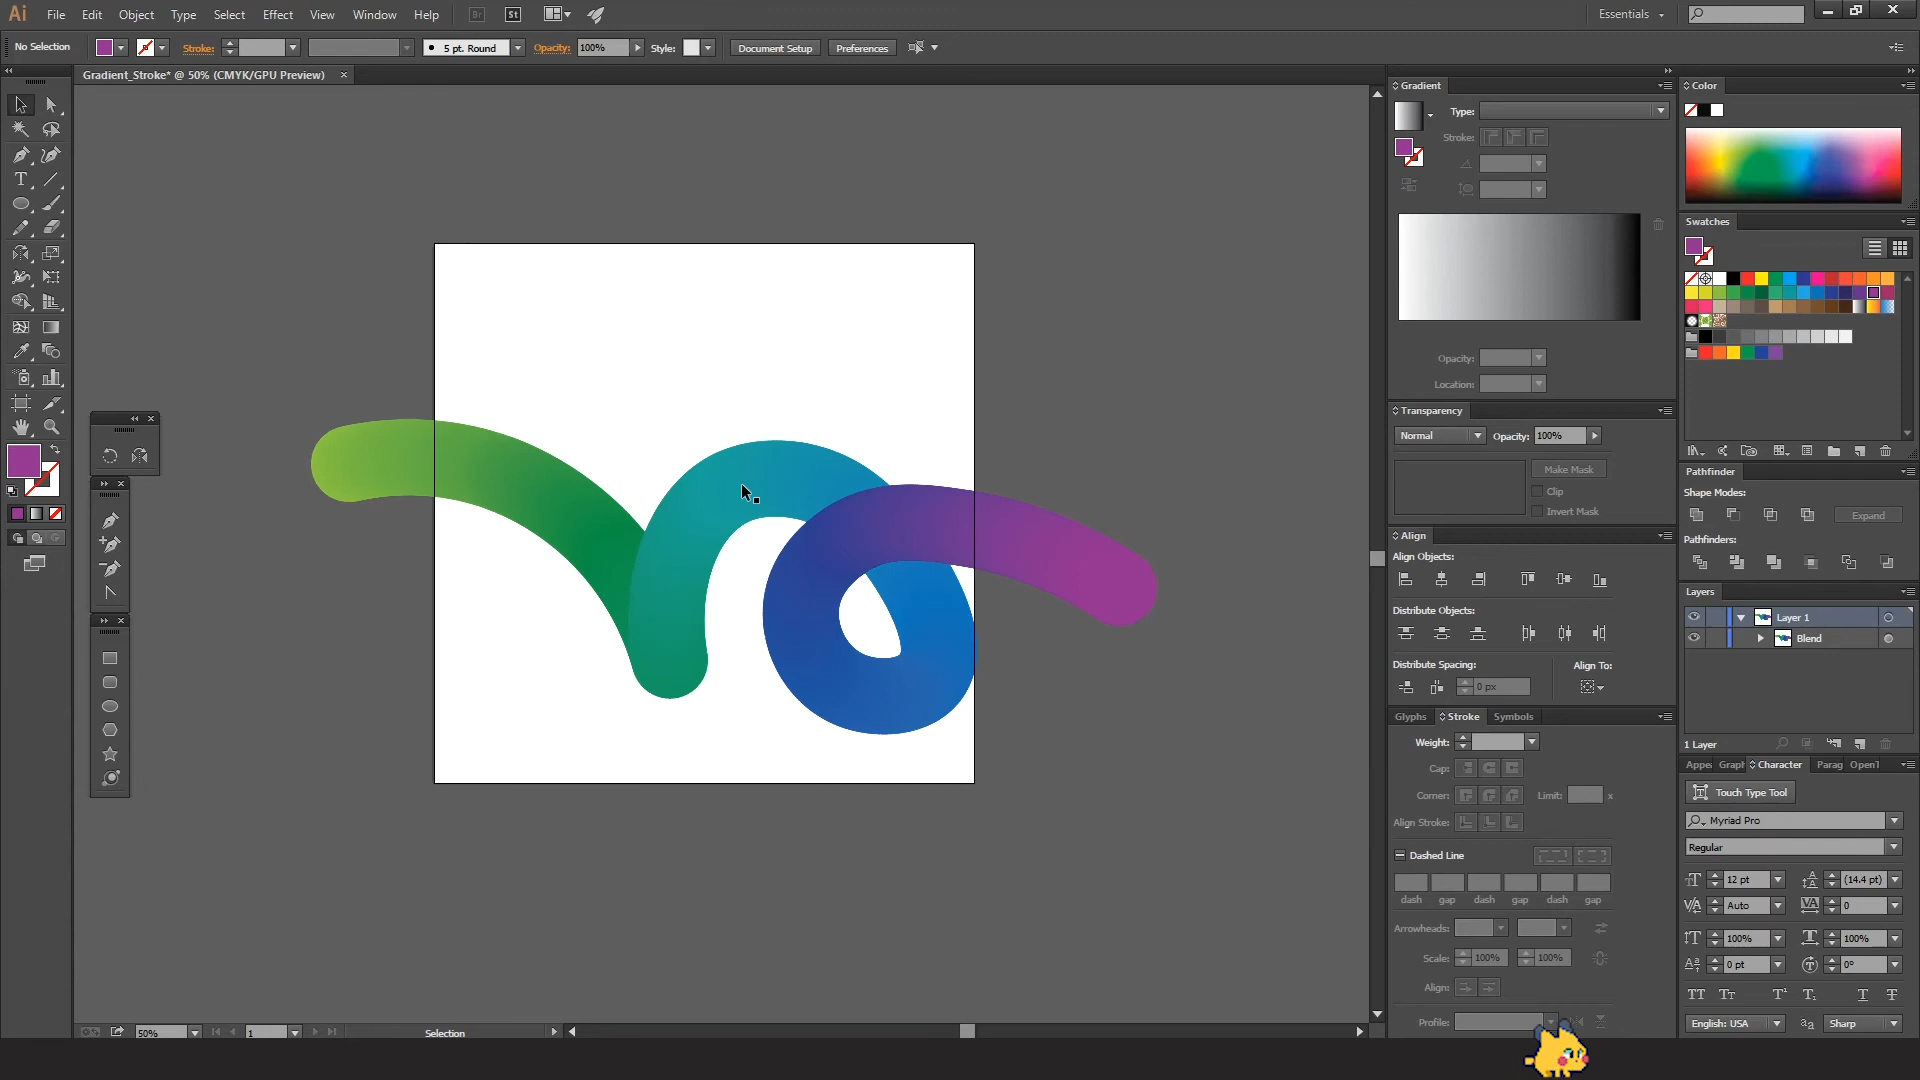 Ai File Edit Object Type Select Effect View Window Help Br St Essentials
No Selection Stroke: 5 pt. Round Opacity: 100% Style: Document Setup Preferences
Gradient_Stroke* @ 50% (CMYK/GPU Preview)
Gradient
Type:
Stroke:
Opacity:
Location:
Transparency
Normal Opacity: 100%
Make Mask
Clip
Invert Mask
Align
Align Objects:
Distribute Objects:
Distribute Spacing: Align To:
0 px
Glyphs Stroke Symbols
Weight:
Cap:
Corner: Limit: x
Align Stroke:
Dashed Line
dash gap dash gap dash gap
Arrowheads:
Scale: 100% 100%
Align:
Profile:
Color
Swatches
Pathfinder
Shape Modes:
Expand
Pathfinders:
Layers
Layer 1
Blend
1 Layer
Appea Graph Character Parag OpenT
Touch Type Tool
Myriad Pro
Regular
12 pt (14.4 pt)
Auto 0
100% 100%
0 pt 0°
English: USA Sharp
50% 1 Selection